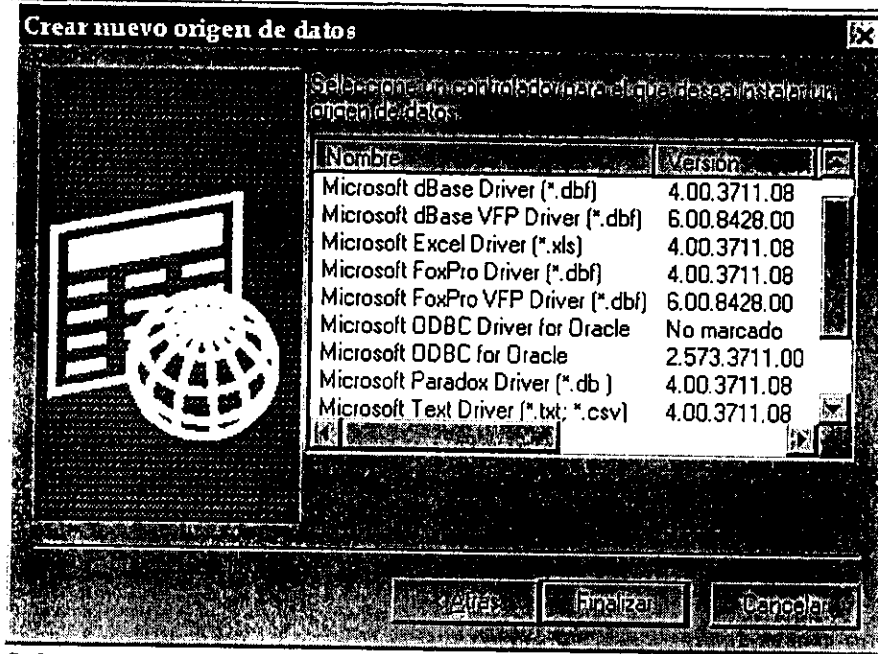 Crear nuevo origen de datos
Seleccione un controlador para el que desea instalar un
origen de datos.
Nombre Versión
Microsoft dBase Driver (*.dbf) 4.00.3711.08
Microsoft dBase VFP Driver (*.dbf) 6.00.8428.00
Microsoft Excel Driver (*.xls) 4.00.3711.08
Microsoft FoxPro Driver (*.dbf) 4.00.3711.08
Microsoft FoxPro VFP Driver (*.dbf) 6.00.8428.00
Microsoft ODBC Driver for Oracle No marcado
Microsoft ODBC for Oracle 2.573.3711.00
Microsoft Paradox Driver (*.db ) 4.00.3711.08
Microsoft Text Driver (*.txt; *.csv) 4.00.3711.08
< Atrás Finalizar Cancelar